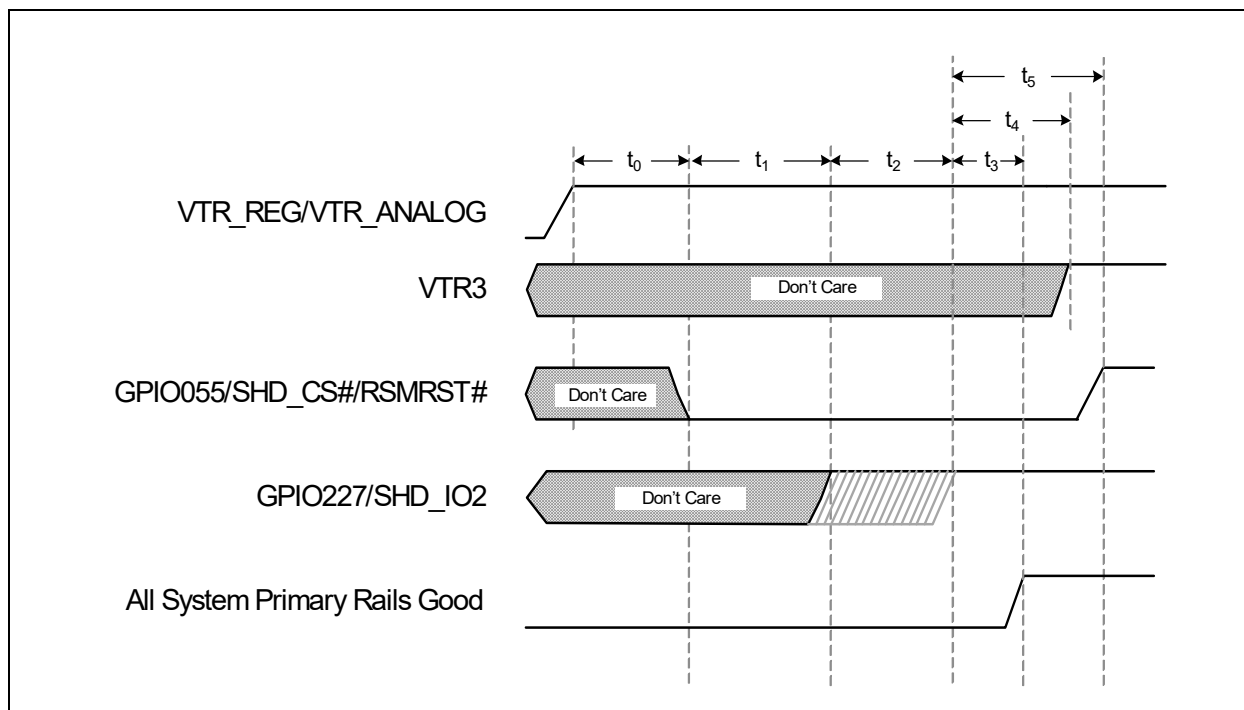 t5
t4
t0
t1
t2
t3
VTR_REG/VTR_ANALOG
VTR3
Don't Care
GPIO055/SHD_CS#/RSMRST#
Don't Care
GPIO227/SHD_IO2
Don't Care
All System Primary Rails Good